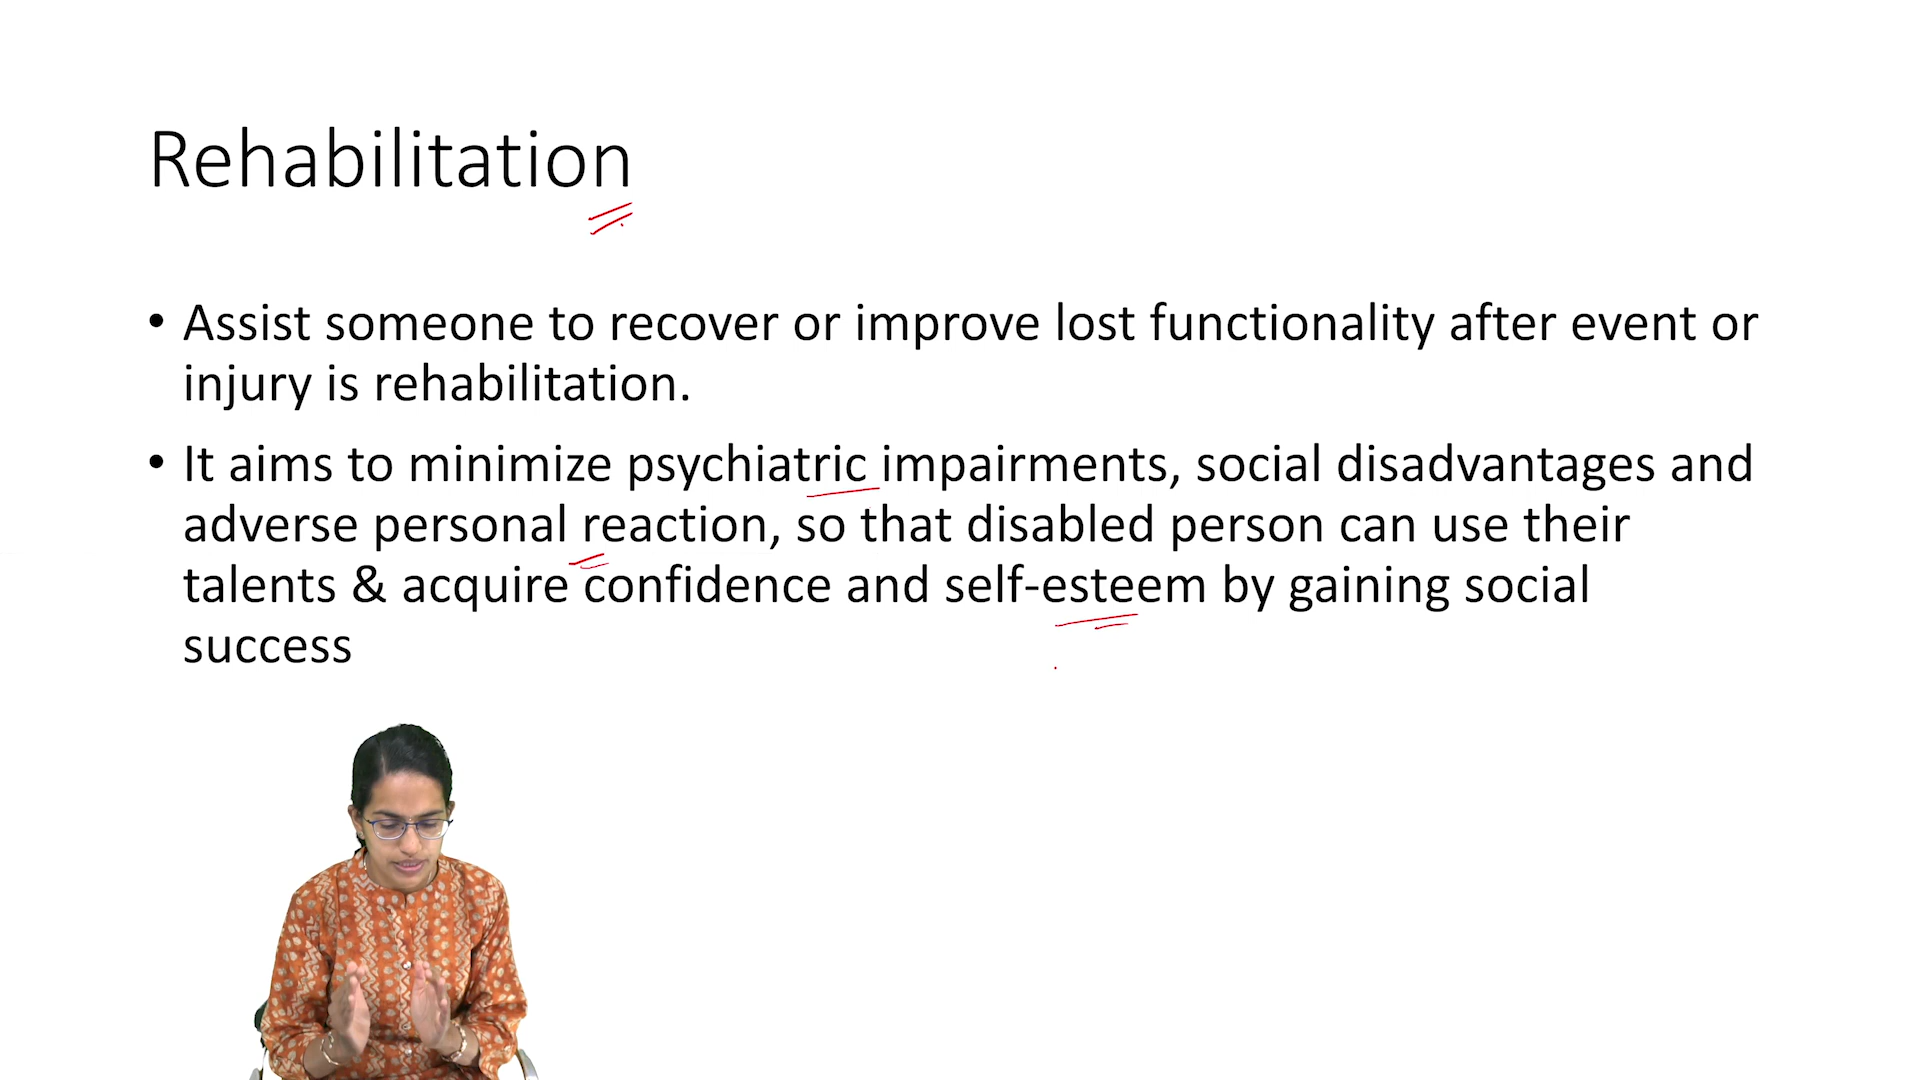 Rehabilitation
• Assist someone to recover or improve lost functionality after event or
injury is rehabilitation.
• It aims to minimize psychiatric impairments, social disadvantages and
adverse personal reaction, so that disabled person can use their
talents & acquire confidence and self-esteem by gaining social
success